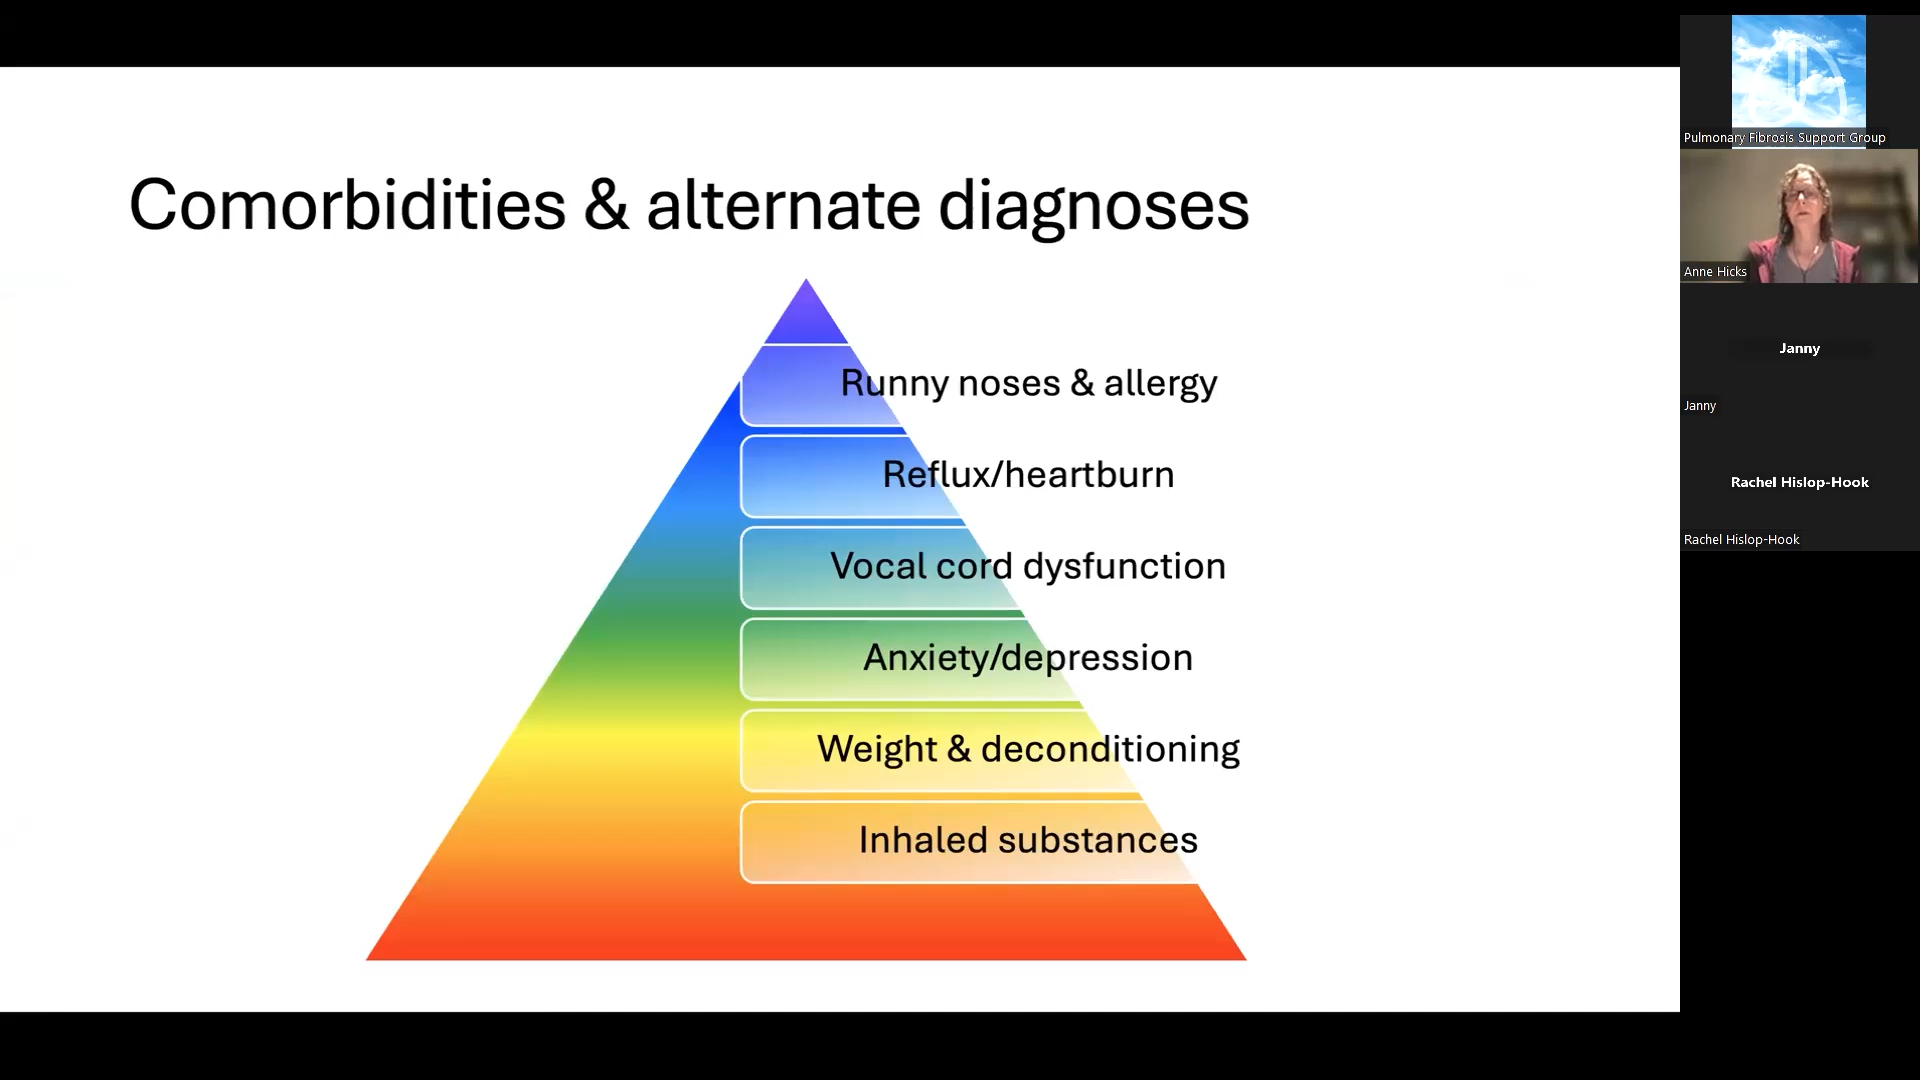 Comorbidities & alternate diagnoses
Runny noses & allergy
Reflux/heartburn
Vocal cord dysfunction
Anxiety/depression
Weight & deconditioning
Inhaled substances
Pulmonary Fibrosis Support Group
Anne Hicks
Janny
Janny
Rachel Hislop-Hook
Rachel Hislop-Hook